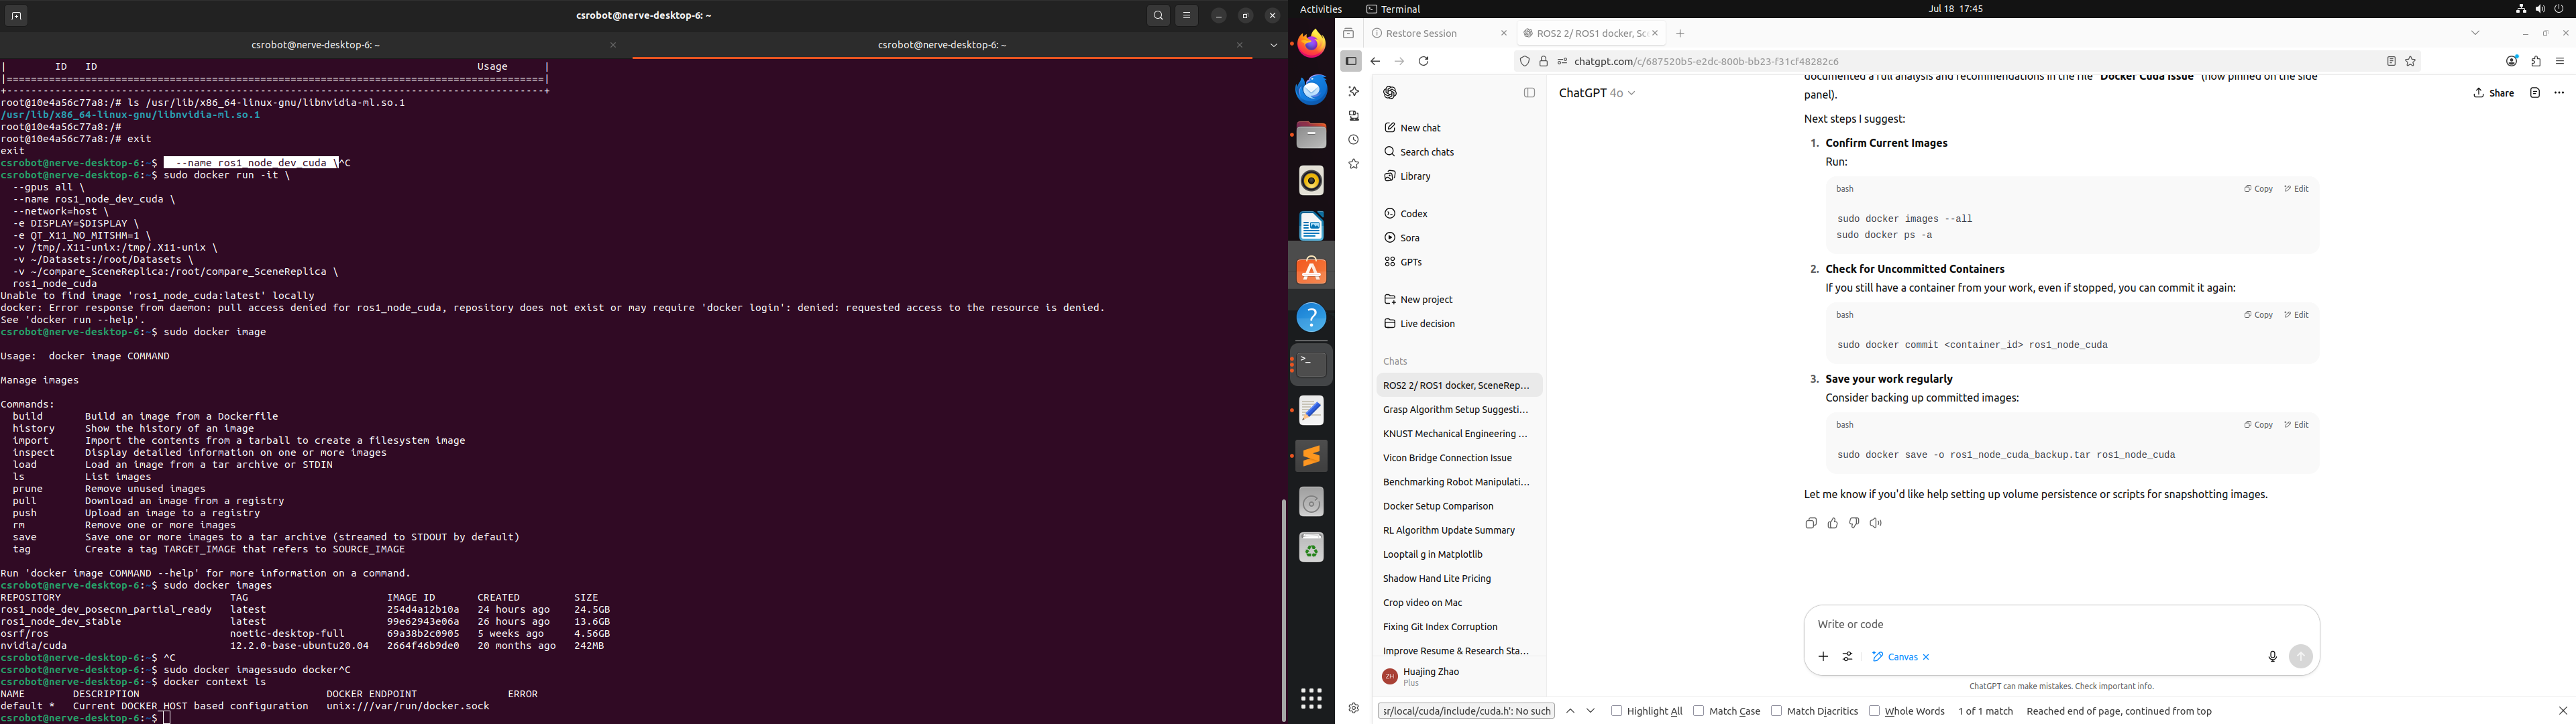 csrobot@nerve-desktop-6: ~
csrobot@nerve-desktop-6: ~
csrobot@nerve-desktop-6: ~
|        ID   ID                                                               Usage      |
|=========================================================================================|
+-----------------------------------------------------------------------------------------+
root@10e4a56c77a8:/# ls /usr/lib/x86_64-linux-gnu/libnvidia-ml.so.1
/usr/lib/x86_64-linux-gnu/libnvidia-ml.so.1
root@10e4a56c77a8:/#
root@10e4a56c77a8:/# exit
exit
csrobot@nerve-desktop-6:~$   --name ros1_node_dev_cuda \^C
csrobot@nerve-desktop-6:~$ sudo docker run -it \
  --gpus all \
  --name ros1_node_dev_cuda \
  --network=host \
  -e DISPLAY=$DISPLAY \
  -e QT_X11_NO_MITSHM=1 \
  -v /tmp/.X11-unix:/tmp/.X11-unix \
  -v ~/Datasets:/root/Datasets \
  -v ~/compare_SceneReplica:/root/compare_SceneReplica \
  ros1_node_cuda
Unable to find image 'ros1_node_cuda:latest' locally
docker: Error response from daemon: pull access denied for ros1_node_cuda, repository does not exist or may require 'docker login': denied: requested access to the resource is denied.
See 'docker run --help'.
csrobot@nerve-desktop-6:~$ sudo docker image
Usage:  docker image COMMAND
Manage images
Commands:
  build       Build an image from a Dockerfile
  history     Show the history of an image
  import      Import the contents from a tarball to create a filesystem image
  inspect     Display detailed information on one or more images
  load        Load an image from a tar archive or STDIN
  ls          List images
  prune       Remove unused images
  pull        Download an image from a registry
  push        Upload an image to a registry
  rm          Remove one or more images
  save        Save one or more images to a tar archive (streamed to STDOUT by default)
  tag         Create a tag TARGET_IMAGE that refers to SOURCE_IMAGE
Run 'docker image COMMAND --help' for more information on a command.
csrobot@nerve-desktop-6:~$ sudo docker images
REPOSITORY                            TAG                       IMAGE ID       CREATED         SIZE
ros1_node_dev_posecnn_partial_ready   latest                    254d4a12b10a   24 hours ago    24.5GB
ros1_node_dev_stable                  latest                    99e62943e06a   26 hours ago    13.6GB
osrf/ros                              noetic-desktop-full       69a38b2c0905   5 weeks ago     4.56GB
nvidia/cuda                           12.2.0-base-ubuntu20.04   2664f46b9de0   20 months ago   242MB
csrobot@nerve-desktop-6:~$ ^C
csrobot@nerve-desktop-6:~$ sudo docker imagessudo docker^C
csrobot@nerve-desktop-6:~$ docker context ls
NAME        DESCRIPTION                               DOCKER ENDPOINT               ERROR
default *   Current DOCKER_HOST based configuration   unix:///var/run/docker.sock
csrobot@nerve-desktop-6:~$
Activities
Terminal
Jul 18 17:45
Restore Session
ROS2 2/ ROS1 docker, Sc
chatgpt.com/c/687520b5-e2dc-800b-bb23-f31cf48282c6
New chat
Search chats
Library
Codex
Sora
GPTs
New project
Live decision
Chats
ROS2 2/ ROS1 docker, SceneRep...
Grasp Algorithm Setup Suggesti...
KNUST Mechanical Engineering ...
Vicon Bridge Connection Issue
Benchmarking Robot Manipulati...
Docker Setup Comparison
RL Algorithm Update Summary
Looptail g in Matplotlib
Shadow Hand Lite Pricing
Crop video on Mac
Fixing Git Index Corruption
Improve Resume & Research Sta...
ZH
Huajing Zhao
Plus
ChatGPT 4o
Share
documented a full analysis and recommendations in the file "Docker Cuda Issue" (now pinned on the side
panel).
Next steps I suggest:
1. Confirm Current Images
Run:
bash
Copy Edit
sudo docker images --all
sudo docker ps -a
2. Check for Uncommitted Containers
If you still have a container from your work, even if stopped, you can commit it again:
bash
Copy Edit
sudo docker commit <container_id> ros1_node_cuda
3. Save your work regularly
Consider backing up committed images:
bash
Copy Edit
sudo docker save -o ros1_node_cuda_backup.tar ros1_node_cuda
Let me know if you'd like help setting up volume persistence or scripts for snapshotting images.
Write or code
Canvas
ChatGPT can make mistakes. Check important info.
sr/local/cuda/include/cuda.h': No such
Highlight All
Match Case
Match Diacritics
Whole Words
1 of 1 match
Reached end of page, continued from top